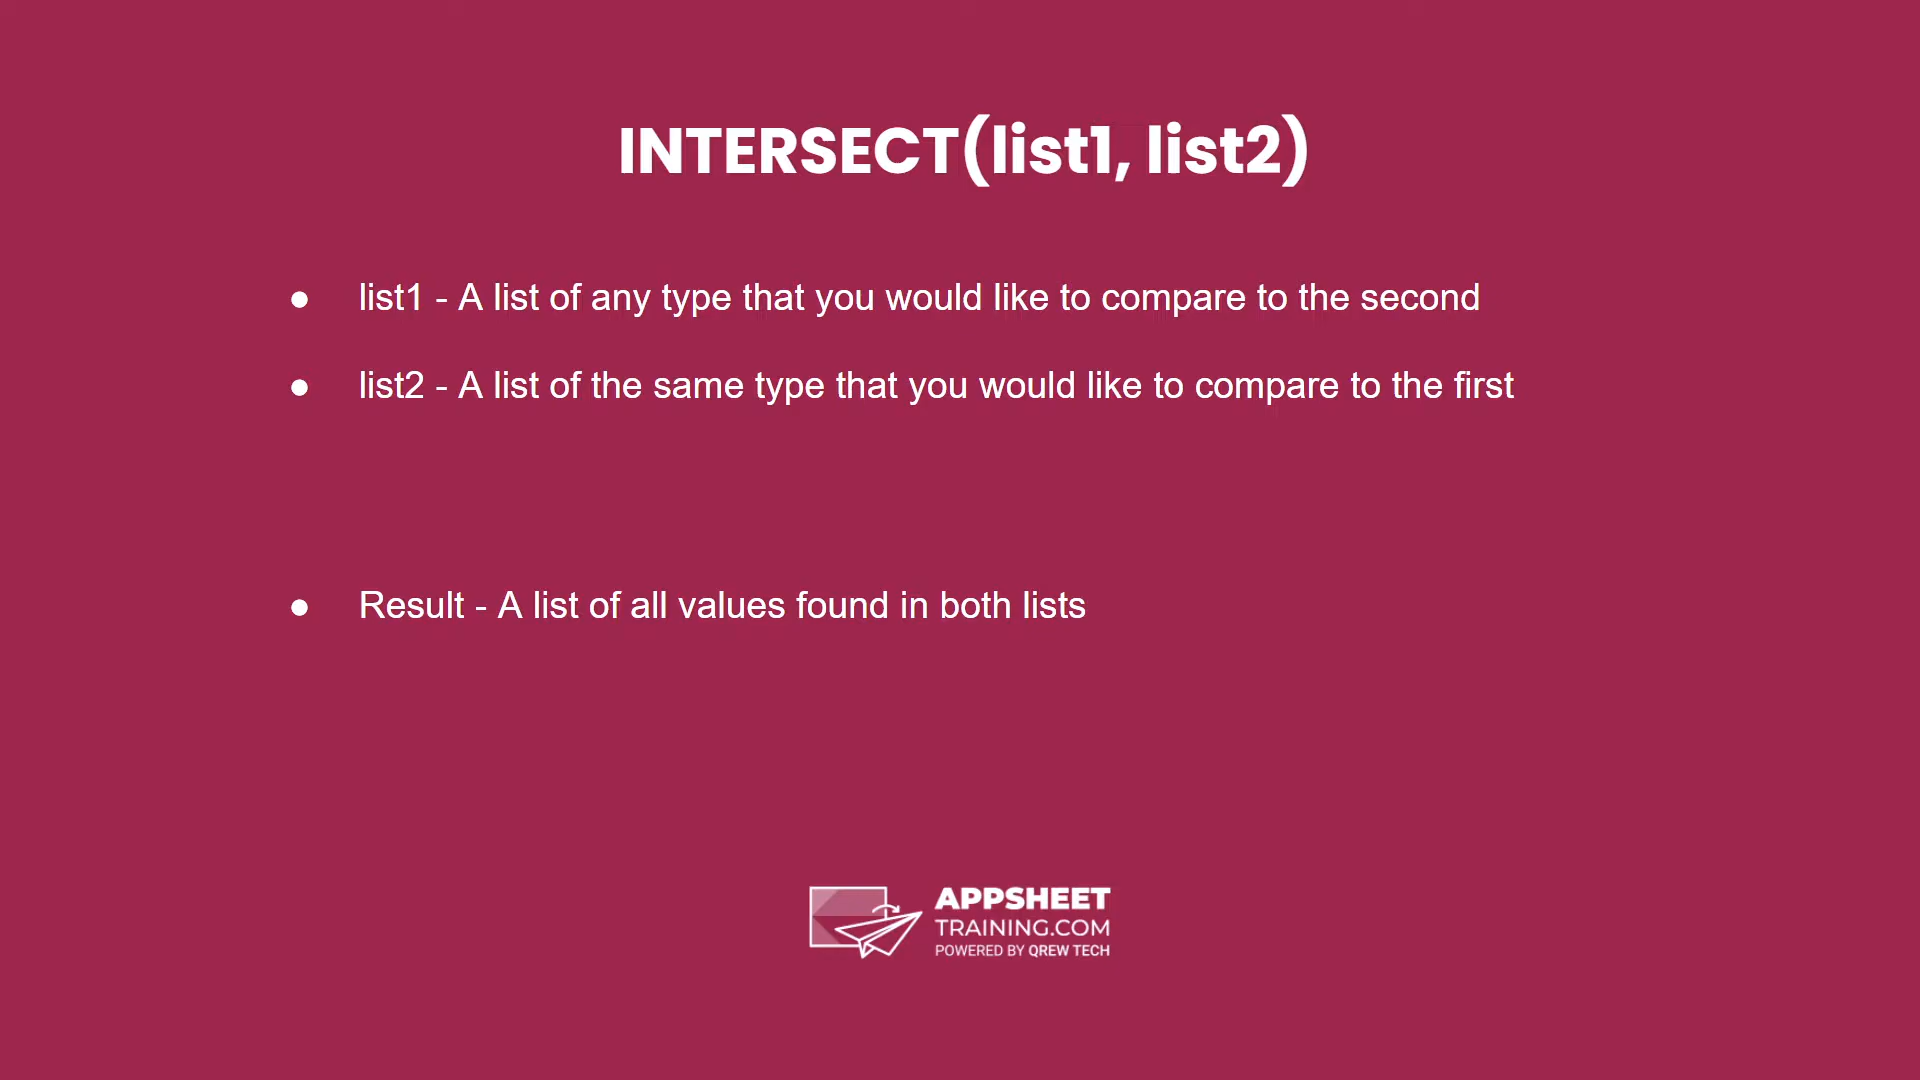 INTERSECT(list1, list2)
● list1 - A list of any type that you would like to compare to the second
● list2 - A list of the same type that you would like to compare to the first
● Result - A list of all values found in both lists
APPSHEET
TRAINING.COM
POWERED BY QREW TECH